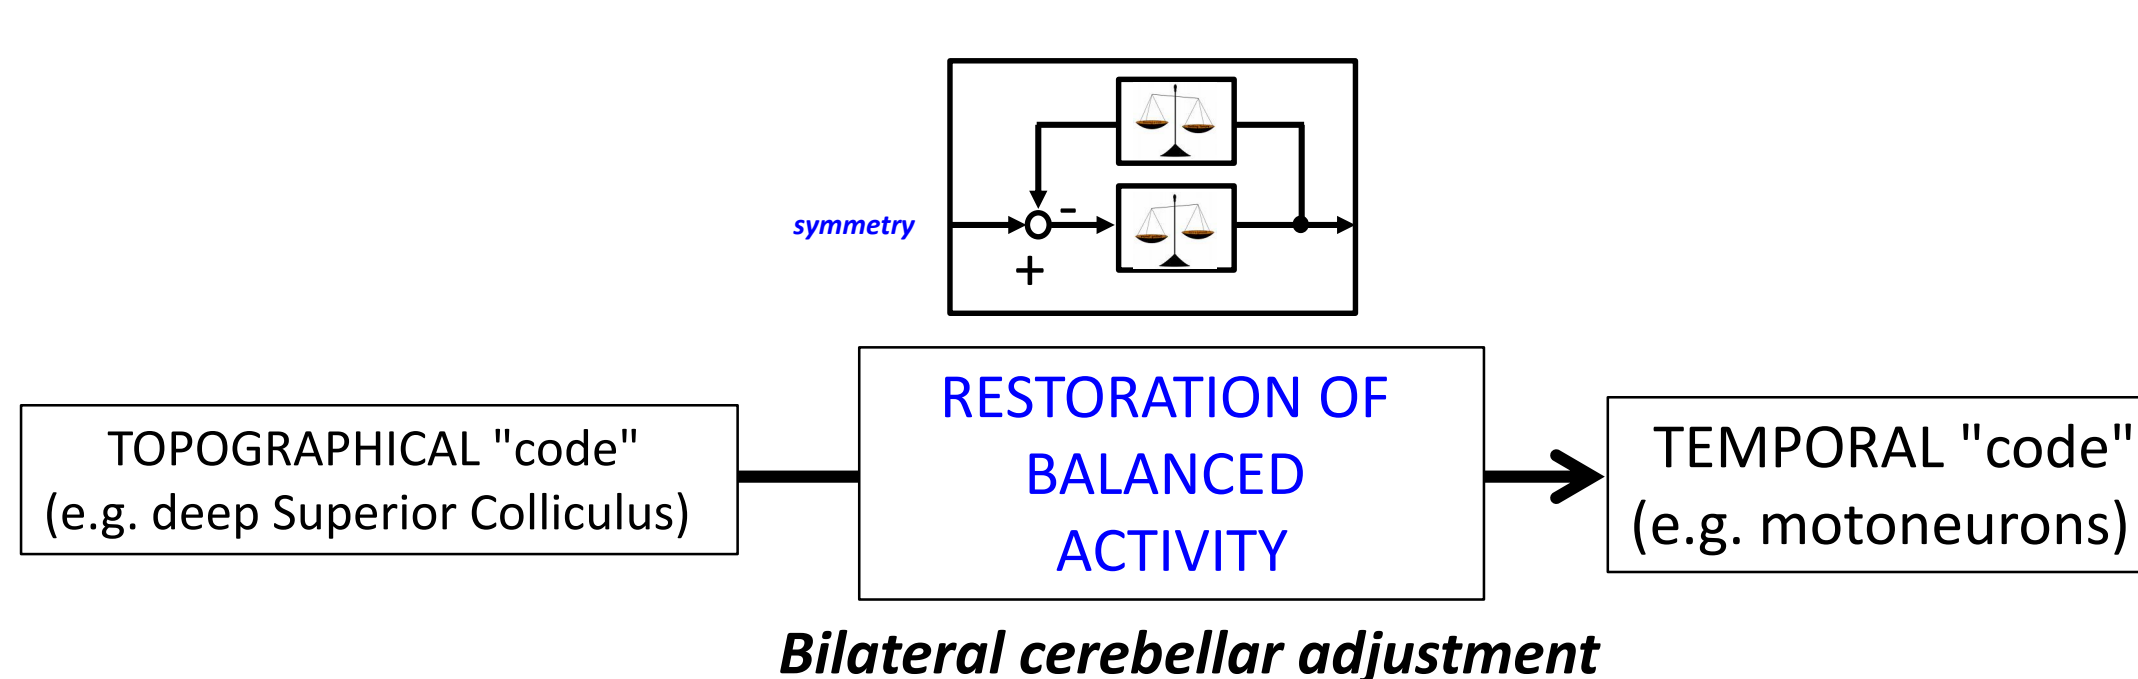 symmetry
-
+
TOPOGRAPHICAL "code"
(e.g. deep Superior Colliculus)
RESTORATION OF
BALANCED
ACTIVITY
TEMPORAL "code"
(e.g. motoneurons)
Bilateral cerebellar adjustment